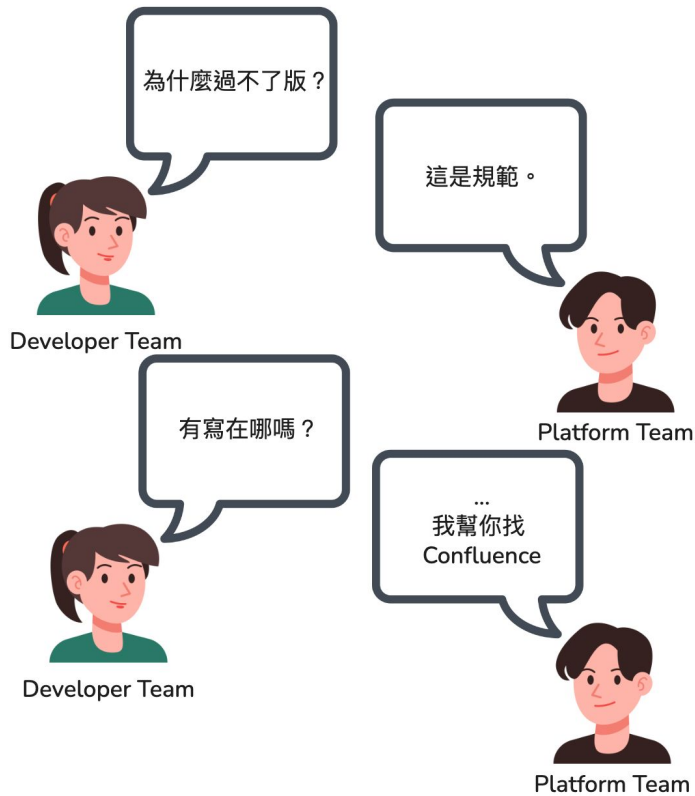 為什麼過不了版？
這是規範。
Developer Team
Platform Team
有寫在哪嗎？
...
我幫你找
Confluence
Developer Team
Platform Team